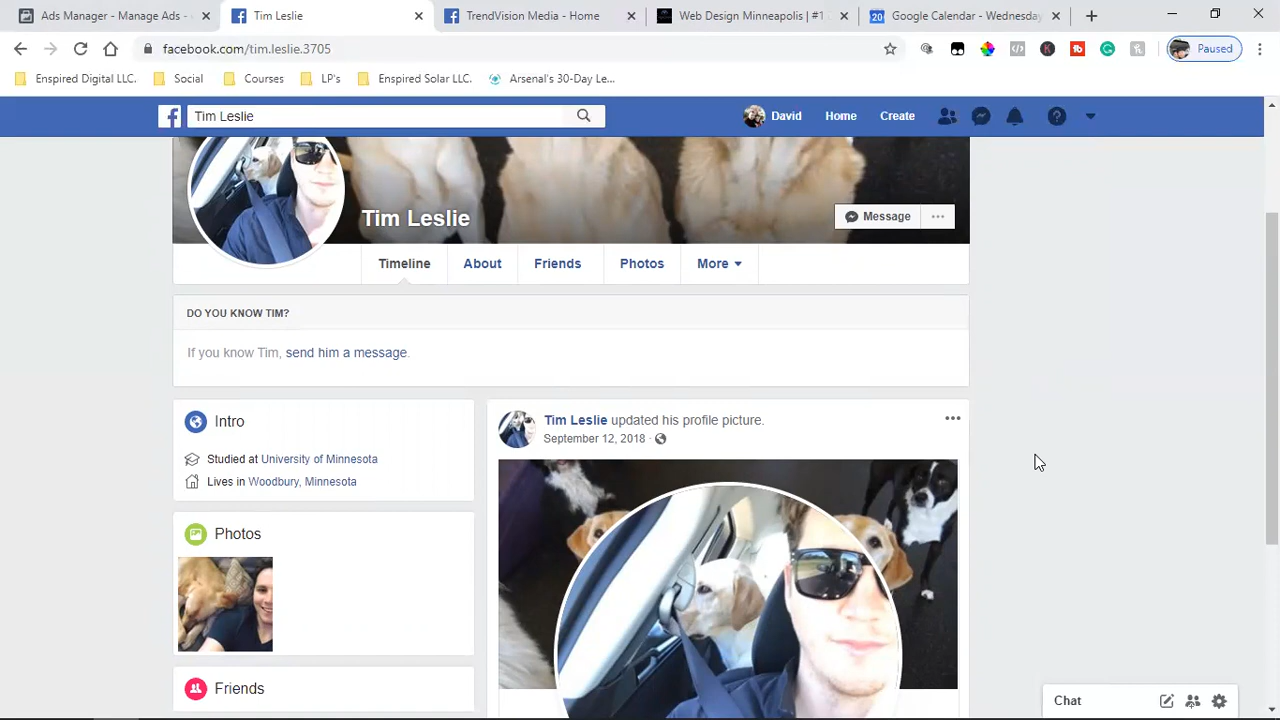 Ads Manager - Manage Ads -
Tim Leslie
TrendVision Media - Home
Web Design Minneapolis | #1
20
Google Calendar - Wednesday
facebook.com/tim.leslie.3705
Paused
Enspired Digital LLC.
Social
Courses
LP's
Enspired Solar LLC.
Arsenal's 30-Day Le...
Tim Leslie
David
Home
Create
Tim Leslie
Message
Timeline
About
Friends
Photos
More
DO YOU KNOW TIM?
If you know Tim, send him a message.
Intro
Studied at University of Minnesota
Lives in Woodbury, Minnesota
Photos
Friends
Tim Leslie updated his profile picture.
September 12, 2018 ·
Chat